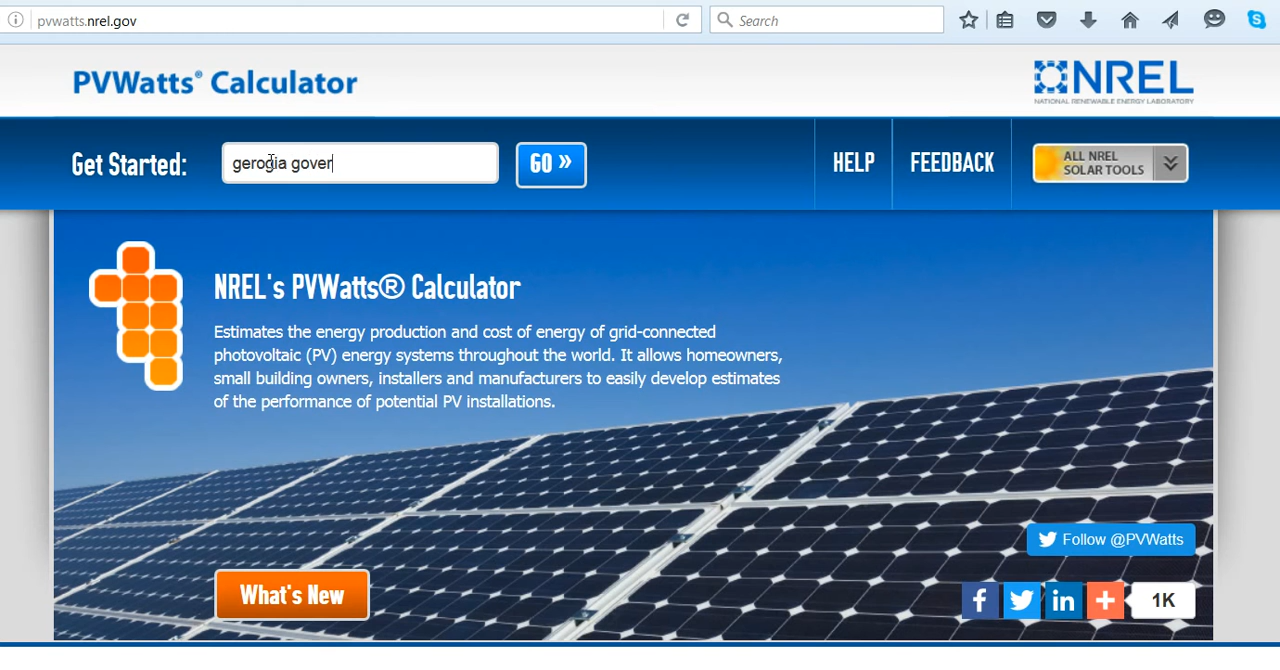 pvwatts.nrel.gov
Search
PVWatts® Calculator
NREL
NATIONAL RENEWABLE ENERGY LABORATORY
Get Started:
gerogia gover
GO »
HELP
FEEDBACK
ALL NREL
SOLAR TOOLS
NREL's PVWatts® Calculator
Estimates the energy production and cost of energy of grid-connected
photovoltaic (PV) energy systems throughout the world. It allows homeowners,
small building owners, installers and manufacturers to easily develop estimates
of the performance of potential PV installations.
Follow @PVWatts
What's New
1K